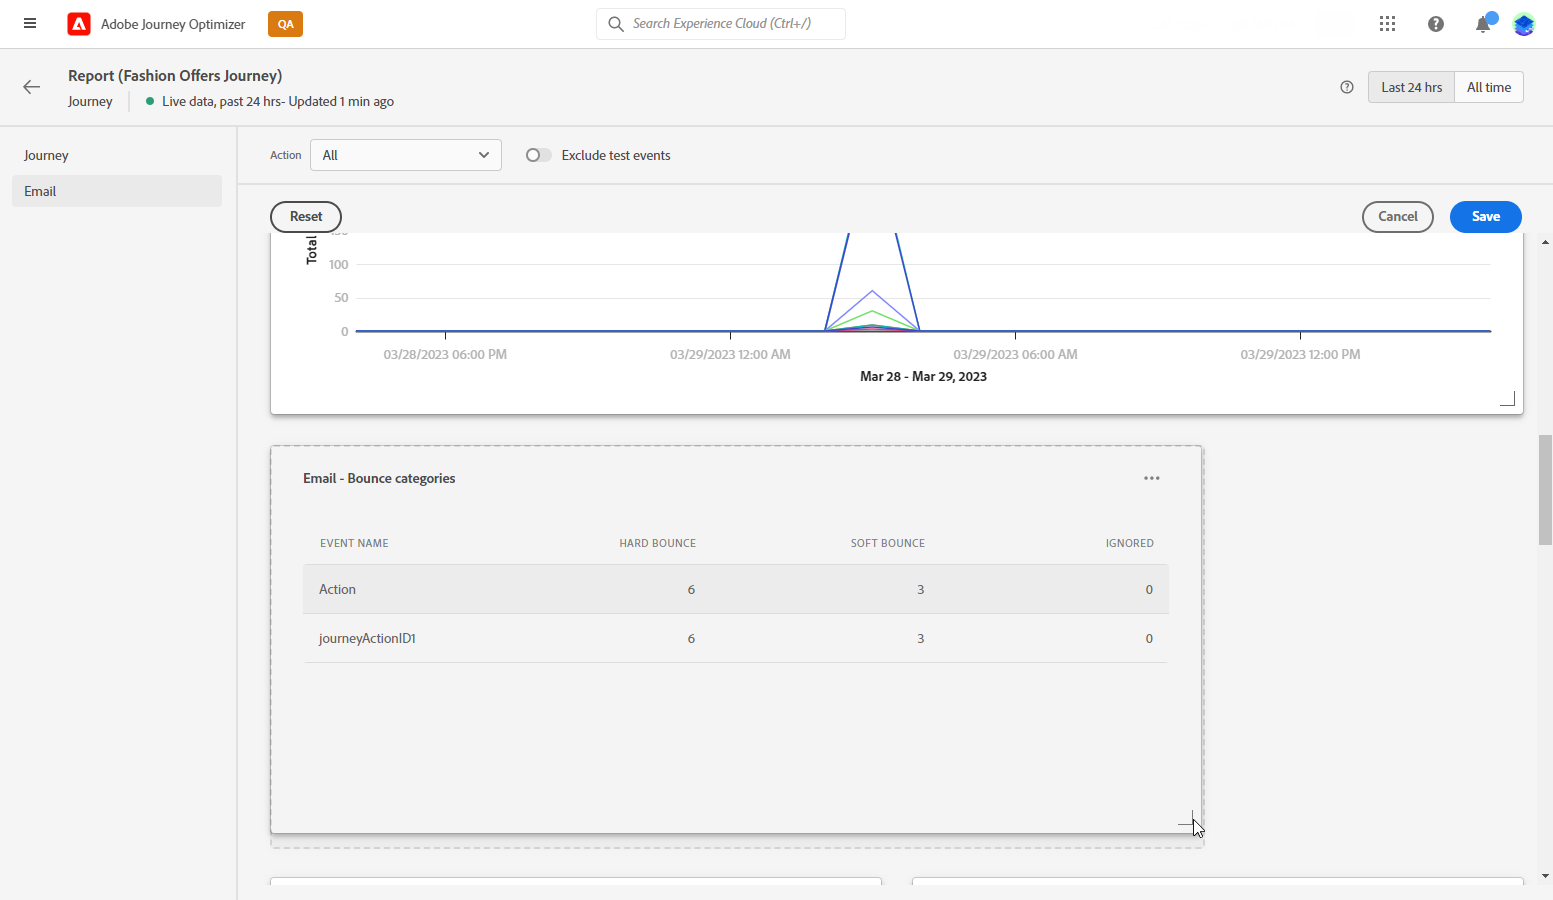 Adobe Journey Optimizer
QA
Search Experience Cloud (Ctrl+/)
Report (Fashion Offers Journey)
Journey
Live data, past 24 hrs- Updated 1 min ago
Last 24 hrs
All time
Journey
Email
Action
All
Exclude test events
Reset
Cancel
Save
Total
100
50
0
03/28/2023 06:00 PM
03/29/2023 12:00 AM
03/29/2023 06:00 AM
03/29/2023 12:00 PM
Mar 28 - Mar 29, 2023
Email - Bounce categories
EVENT NAME HARD BOUNCE SOFT BOUNCE IGNORED
Action 6 3 0
journeyActionID1 6 3 0